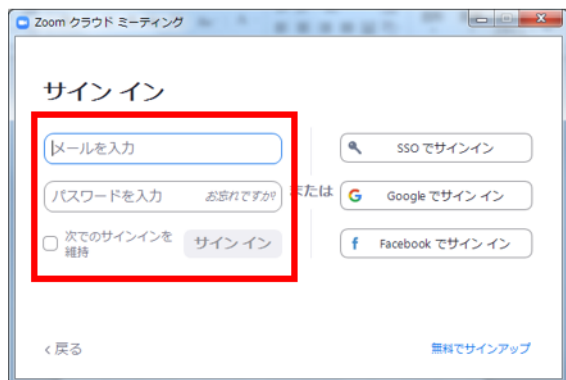 Zoom クラウド ミーティング
サイン イン
メールを入力
パスワードを入力 お忘れですか?
次でのサインインを
維持
サイン イン
または
SSO でサインイン
Google でサイン イン
Facebook でサイン イン
< 戻る
無料でサインアップ